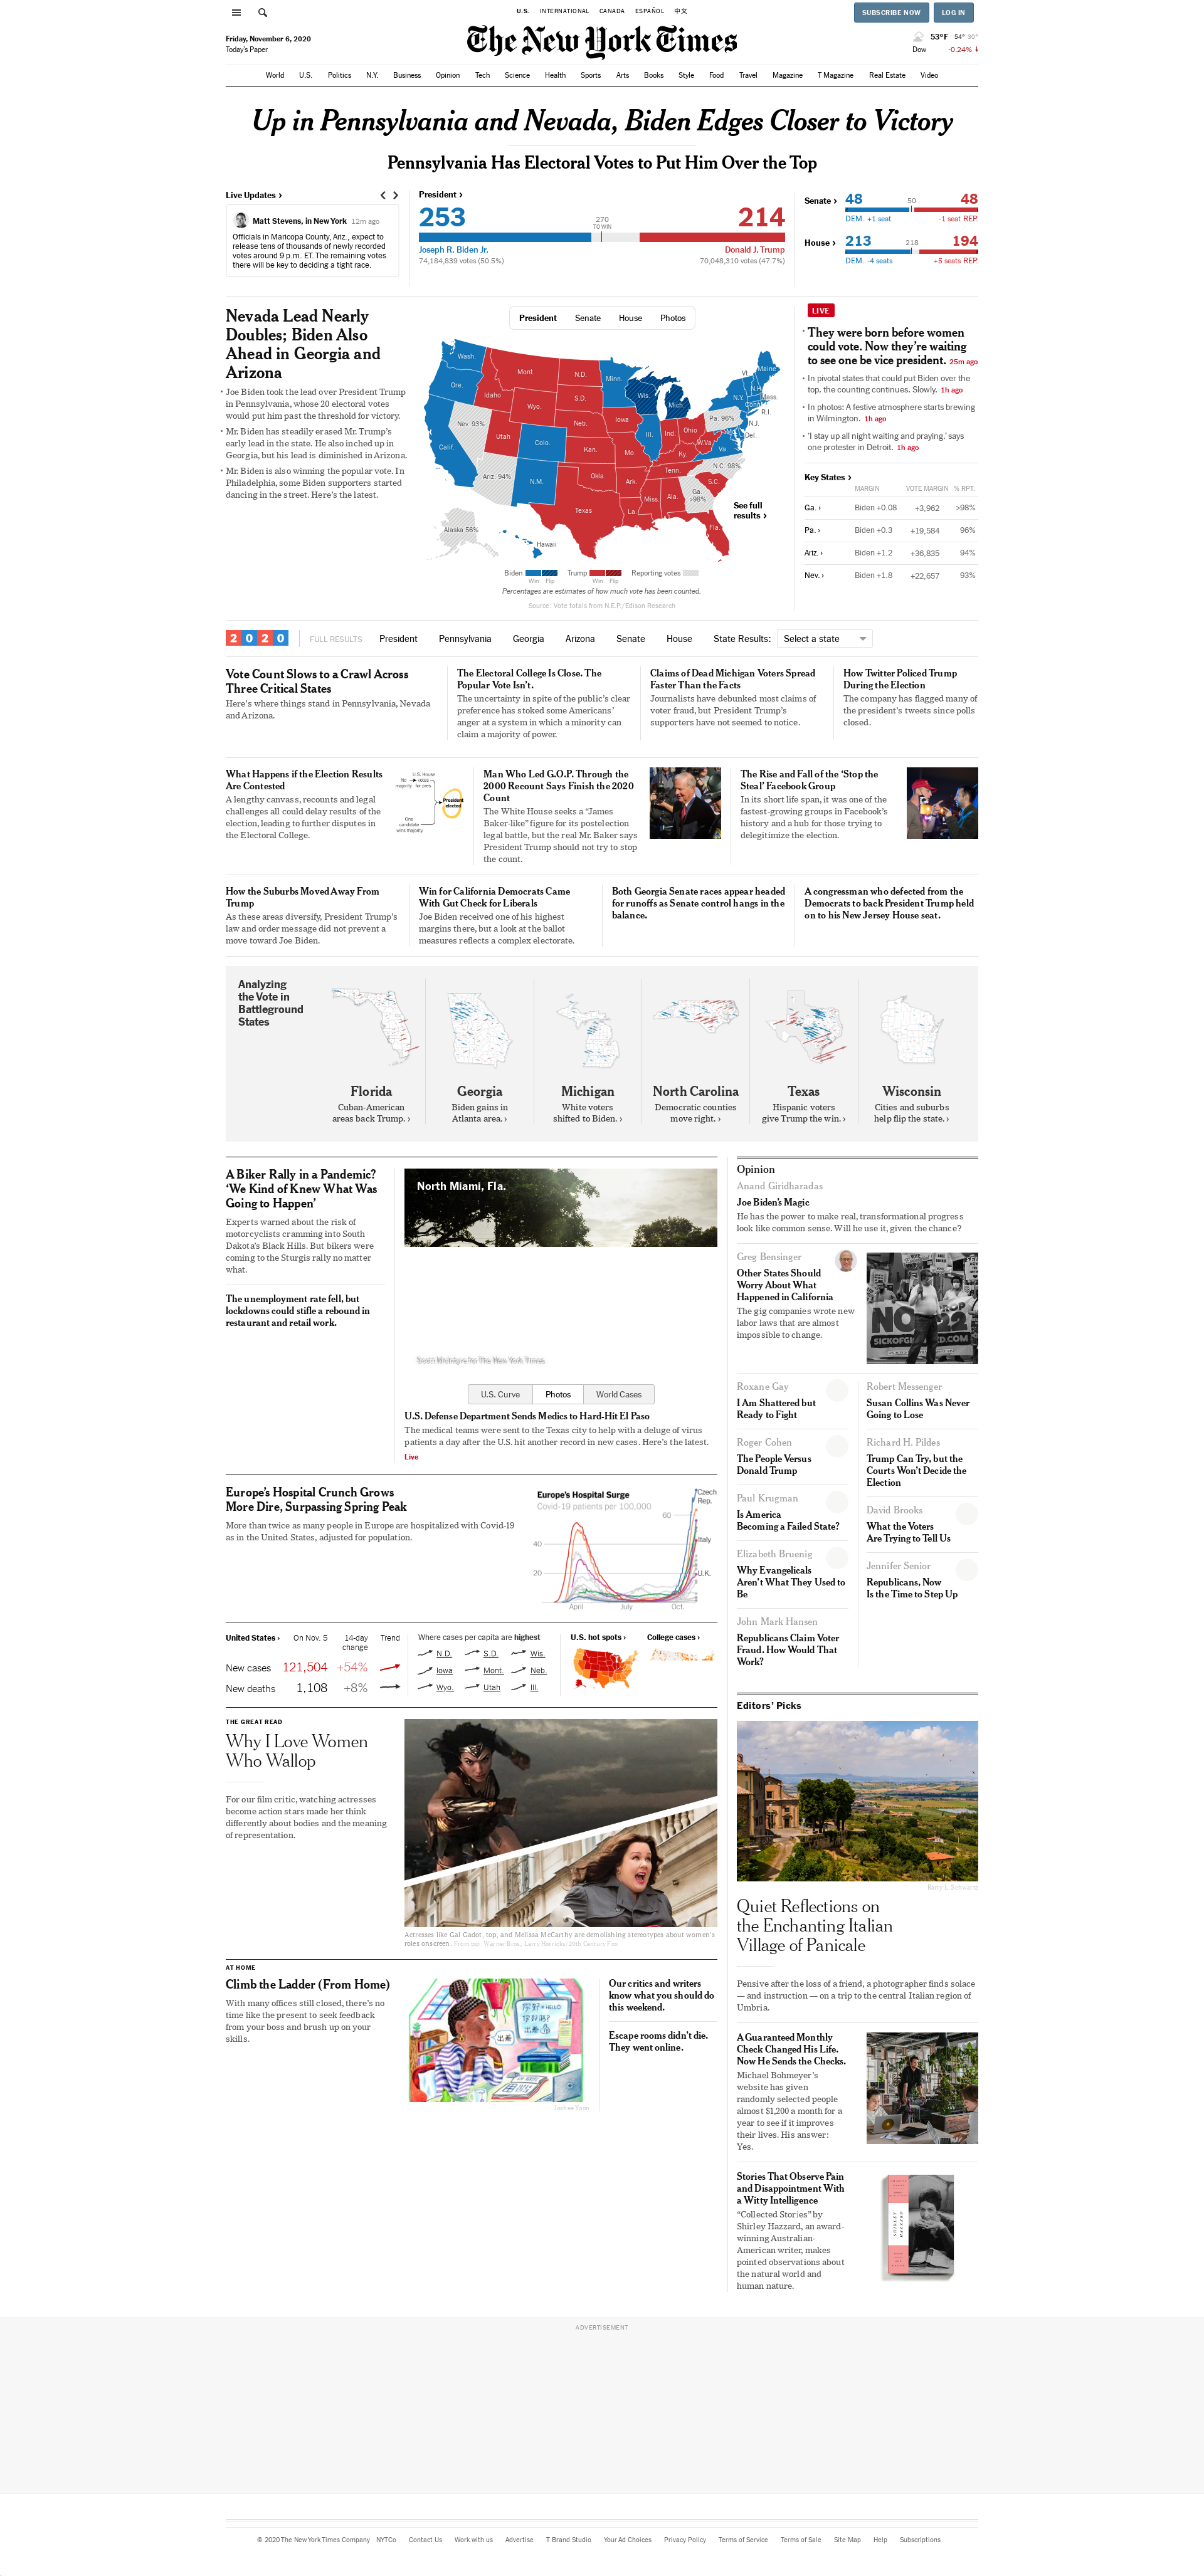 U.S. INTERNATIONAL CANADA ESPAÑOL 中文
SUBSCRIBE NOW LOG IN
Friday, November 6, 2020
Today's Paper
The New York Times
53°F 54° 39°
Dow -0.24%
World U.S. Politics N.Y. Business Opinion Tech Science Health Sports Arts Books Style Food Travel Magazine T Magazine Real Estate Video
Up in Pennsylvania and Nevada, Biden Edges Closer to Victory
Pennsylvania Has Electoral Votes to Put Him Over the Top
Live Updates ›
Matt Stevens, in New York 12m ago
Officials in Maricopa County, Ariz., expect to
release tens of thousands of newly recorded
votes around 9 p.m. ET. The remaining votes
there will be key to deciding a tight race.
President ›
253 270 TO WIN 214
Joseph R. Biden Jr. Donald J. Trump
74,184,839 votes (50.5%) 70,048,310 votes (47.7%)
Senate › 48 50 48
DEM. +1 seat -1 seat REP.
House › 213 218 194
DEM. -4 seats +5 seats REP.
Nevada Lead Nearly
Doubles; Biden Also
Ahead in Georgia and
Arizona
• Joe Biden took the lead over President Trump
in Pennsylvania, whose 20 electoral votes
would put him past the threshold for victory.
• Mr. Biden has steadily erased Mr. Trump's
early lead in the state. He also inched up in
Georgia, but his lead is diminished in Arizona.
• Mr. Biden is also winning the popular vote. In
Philadelphia, some Biden supporters started
dancing in the street. Here's the latest.
President Senate House Photos
Wash. Ore. Calif. Idaho Nev. 93% Mont. Wyo. Utah Ariz. 94% Colo. N.M. N.D. S.D. Neb. Kan. Okla. Texas Minn. Iowa Mo. Ark. La. Wis. Ill. Mich. Ind. Ohio Ky. Tenn. Miss. Ala. Ga. >98% Fla. S.C. N.C. 98% Va. W.Va. Pa. 96% N.Y. Vt. N.H. Maine Mass. Conn. R.I. N.J. Del. Md. Alaska 56% Hawaii
See full
results ›
Biden Win Flip Trump Win Flip Reporting votes
Percentages are estimates of how much vote has been counted.
Source: Vote totals from N.E.P./Edison Research
LIVE
• They were born before women
could vote. Now they're waiting
to see one be vice president. 25m ago
• In pivotal states that could put Biden over the
top, the counting continues. Slowly. 1h ago
• In photos: A festive atmosphere starts brewing
in Wilmington. 1h ago
• 'I stay up all night waiting and praying,' says
one protester in Detroit. 1h ago
Key States ›
MARGIN VOTE MARGIN % RPT.
Ga. › Biden +0.08 +3,962 >98%
Pa. › Biden +0.3 +19,584 96%
Ariz. › Biden +1.2 +36,835 94%
Nev. › Biden +1.8 +22,657 93%
2020 FULL RESULTS President Pennsylvania Georgia Arizona Senate House State Results: Select a state
Vote Count Slows to a Crawl Across
Three Critical States
Here's where things stand in Pennsylvania, Nevada
and Arizona.
The Electoral College Is Close. The
Popular Vote Isn't.
The uncertainty in spite of the public's clear
preference has stoked some Americans'
anger at a system in which a minority can
claim a majority of power.
Claims of Dead Michigan Voters Spread
Faster Than the Facts
Journalists have debunked most claims of
voter fraud, but President Trump's
supporters have not seemed to notice.
How Twitter Policed Trump
During the Election
The company has flagged many of
the president's tweets since polls
closed.
What Happens if the Election Results
Are Contested
A lengthy canvass, recounts and legal
challenges all could delay results of the
election, leading to further disputes in
the Electoral College.
No majority
U.S. House votes for pres.
President elected
One candidate wins majority
Man Who Led G.O.P. Through the
2000 Recount Says Finish the 2020
Count
The White House seeks a “James
Baker-like” figure for its postelection
legal battle, but the real Mr. Baker says
President Trump should not try to stop
the count.
The Rise and Fall of the 'Stop the
Steal' Facebook Group
In its short life span, it was one of the
fastest-growing groups in Facebook's
history and a hub for those trying to
delegitimize the election.
How the Suburbs Moved Away From
Trump
As these areas diversify, President Trump's
law and order message did not prevent a
move toward Joe Biden.
Win for California Democrats Came
With Gut Check for Liberals
Joe Biden received one of his highest
margins there, but a look at the ballot
measures reflects a complex electorate.
Both Georgia Senate races appear headed
for runoffs as Senate control hangs in the
balance.
A congressman who defected from the
Democrats to back President Trump held
on to his New Jersey House seat.
Analyzing
the Vote in
Battleground
States
Florida
Cuban-American
areas back Trump. ›
Georgia
Biden gains in
Atlanta area. ›
Michigan
White voters
shifted to Biden. ›
North Carolina
Democratic counties
move right. ›
Texas
Hispanic voters
give Trump the win. ›
Wisconsin
Cities and suburbs
help flip the state. ›
A Biker Rally in a Pandemic?
'We Kind of Knew What Was
Going to Happen'
Experts warned about the risk of
motorcyclists cramming into South
Dakota's Black Hills. But bikers were
coming to the Sturgis rally no matter
what.
The unemployment rate fell, but
lockdowns could stifle a rebound in
restaurant and retail work.
North Miami, Fla.
Scott McIntyre for The New York Times
U.S. Curve Photos World Cases
U.S. Defense Department Sends Medics to Hard-Hit El Paso
The medical teams were sent to the Texas city to help with a deluge of virus
patients a day after the U.S. hit another record in new cases. Here's the latest.
Live
Europe's Hospital Crunch Grows
More Dire, Surpassing Spring Peak
More than twice as many people in Europe are hospitalized with Covid-19
as in the United States, adjusted for population.
Europe's Hospital Surge
Covid-19 patients per 100,000
60
40
20
Czech Rep.
Italy
U.K.
April July Oct.
United States › On Nov. 5 14-day change Trend
New cases 121,504 +54%
New deaths 1,108 +8%
Where cases per capita are highest
N.D. S.D. Wis.
Iowa Mont. Neb.
Wyo. Utah Ill.
U.S. hot spots › College cases ›
THE GREAT READ
Why I Love Women
Who Wallop
For our film critic, watching actresses
become action stars made her think
differently about bodies and the meaning
of representation.
Actresses like Gal Gadot, top, and Melissa McCarthy are demolishing stereotypes about women's
roles onscreen. From top: Warner Bros., Larry Horricks/20th Century Fox
AT HOME
Climb the Ladder (From Home)
With many offices still closed, there's no
time like the present to seek feedback
from your boss and brush up on your
skills.
你好
你好吗?
出差
Joohee Yoon
Our critics and writers
know what you should do
this weekend.
Escape rooms didn't die.
They went online.
Opinion
Anand Giridharadas
Joe Biden's Magic
He has the power to make real, transformational progress
look like common sense. Will he use it, given the chance?
Greg Bensinger
Other States Should
Worry About What
Happened in California
The gig companies wrote new
labor laws that are almost
impossible to change.
NO 22
SICKOFGIG COM
Roxane Gay
I Am Shattered but
Ready to Fight
Robert Messenger
Susan Collins Was Never
Going to Lose
Roger Cohen
The People Versus
Donald Trump
Richard H. Pildes
Trump Can Try, but the
Courts Won't Decide the
Election
Paul Krugman
Is America
Becoming a Failed State?
David Brooks
What the Voters
Are Trying to Tell Us
Elizabeth Bruenig
Why Evangelicals
Aren't What They Used to
Be
Jennifer Senior
Republicans, Now
Is the Time to Step Up
John Mark Hansen
Republicans Claim Voter
Fraud. How Would That
Work?
Editors' Picks
Barry L. Schwartz
Quiet Reflections on
the Enchanting Italian
Village of Panicale
Pensive after the loss of a friend, a photographer finds solace
— and instruction — on a trip to the central Italian region of
Umbria.
A Guaranteed Monthly
Check Changed His Life.
Now He Sends the Checks.
Michael Bohmeyer's
website has given
randomly selected people
almost $1,200 a month for a
year to see if it improves
their lives. His answer:
Yes.
Stories That Observe Pain
and Disappointment With
a Witty Intelligence
“Collected Stories” by
Shirley Hazzard, an award-
winning Australian-
American writer, makes
pointed observations about
the natural world and
human nature.
SHIRLEY HAZZARD
ADVERTISEMENT
© 2020 The New York Times Company NYTCo Contact Us Work with us Advertise T Brand Studio Your Ad Choices Privacy Policy Terms of Service Terms of Sale Site Map Help Subscriptions